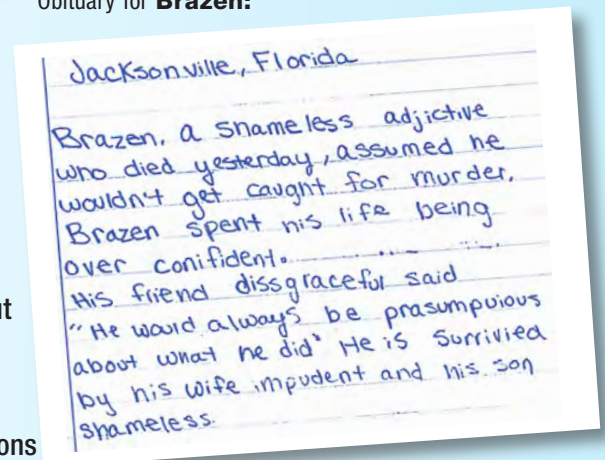 Obituary for Brazen:
Jacksonville, Florida
Brazen, a shameless adjictive
who died yesterday, assumed he
wouldn't get caught for murder.
Brazen spent his life being
over conifident.
His friend dissgraceful said
"He would always be prasumpuious
about what he did" He is Surrivied
by his wife impudent and his son
shameless.
ut
ons